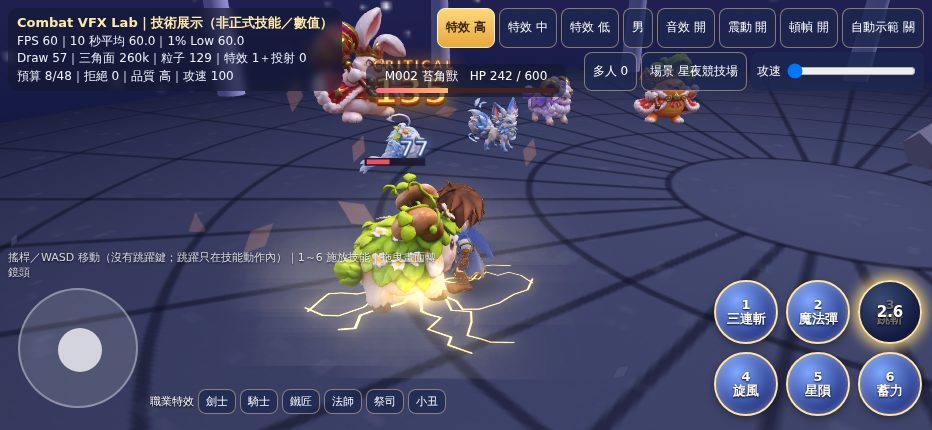 Combat VFX Lab｜技術展示（非正式技能／數值）
FPS 60｜10 秒平均 60.0｜1% Low 60.0
Draw 57｜三角面 260k｜粒子 129｜特效 1＋投射 0
預算 8/48｜拒絕 0｜品質 高｜攻速 100
特效 高
特效 中
特效 低
男
音效 開
震動 開
頓幀 開
自動示範 關
多人 0
場景 星夜競技場
攻速
CRITICAL
M002 苔角獸 HP 242 / 600
77
搖桿／WASD 移動（沒有跳躍鍵；跳躍只在技能動作內）｜1～6 施放技能
鏡頭
1
三連斬
2
魔法彈
3
2.6
4
旋風
5
星隕
6
蓄力
職業特效
劍士
騎士
鐵匠
法師
祭司
小丑